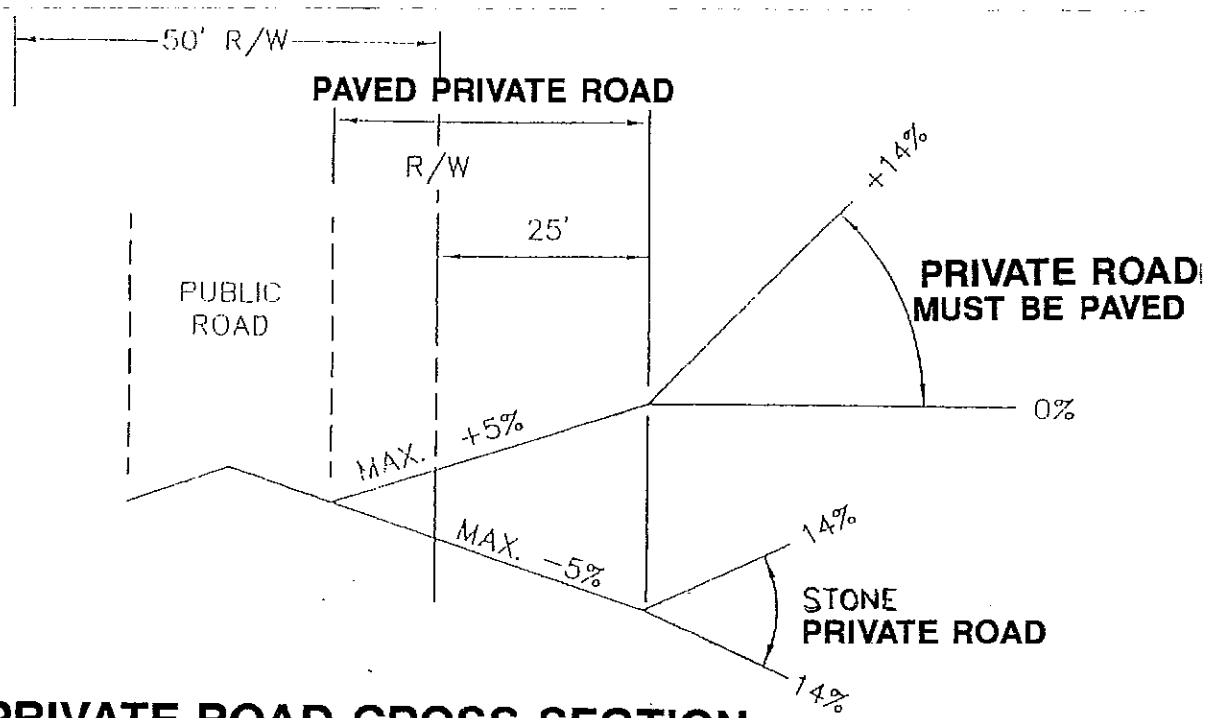 50' R/W
PAVED PRIVATE ROAD
R/W
+14%
25'
PUBLIC
ROAD
PRIVATE ROAD
MUST BE PAVED
0%
MAX. +5%
MAX. -5%
14%
STONE
PRIVATE ROAD
14%
PRIVATE ROAD CROSS SECTION